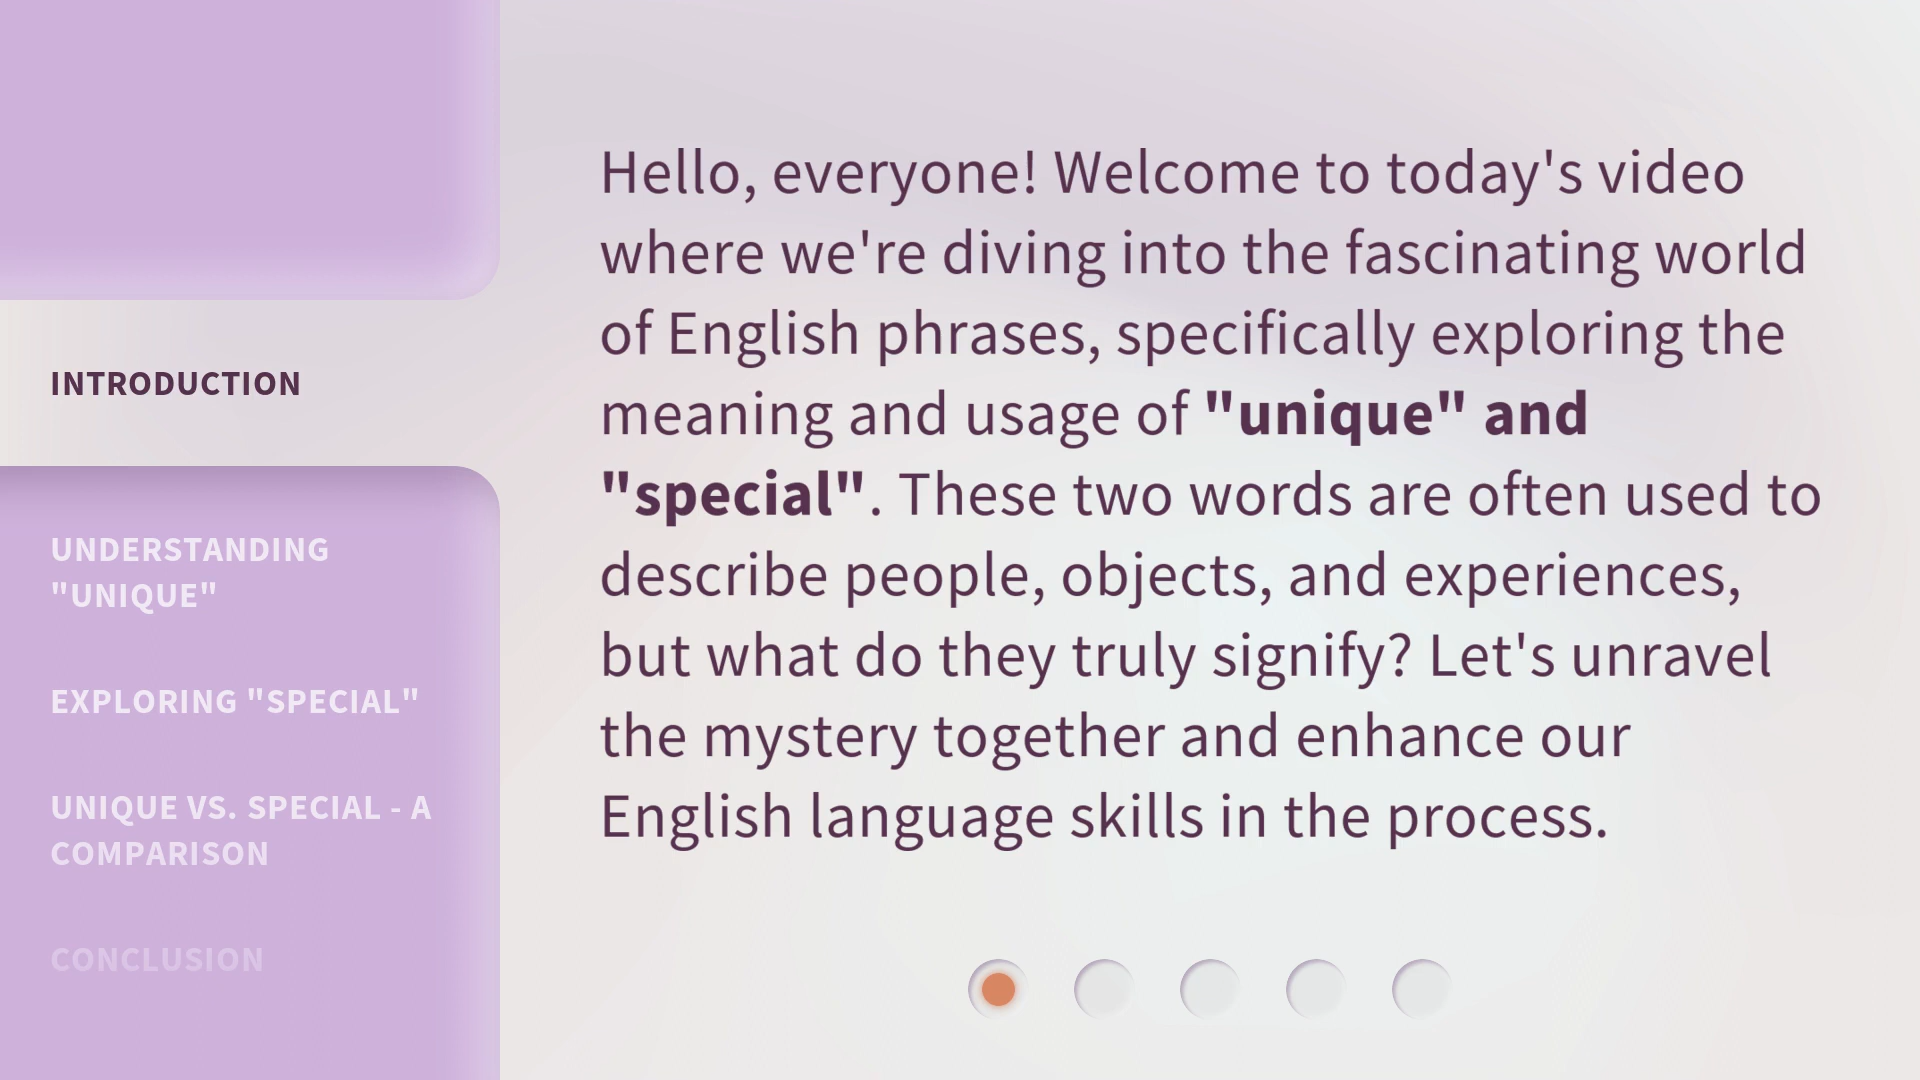 INTRODUCTION
UNDERSTANDING
"UNIQUE"
EXPLORING "SPECIAL"
UNIQUE VS. SPECIAL - A
COMPARISON
CONCLUSION
Hello, everyone! Welcome to today's video
where we're diving into the fascinating world
of English phrases, specifically exploring the
meaning and usage of "unique" and
"special". These two words are often used to
describe people, objects, and experiences,
but what do they truly signify? Let's unravel
the mystery together and enhance our
English language skills in the process.